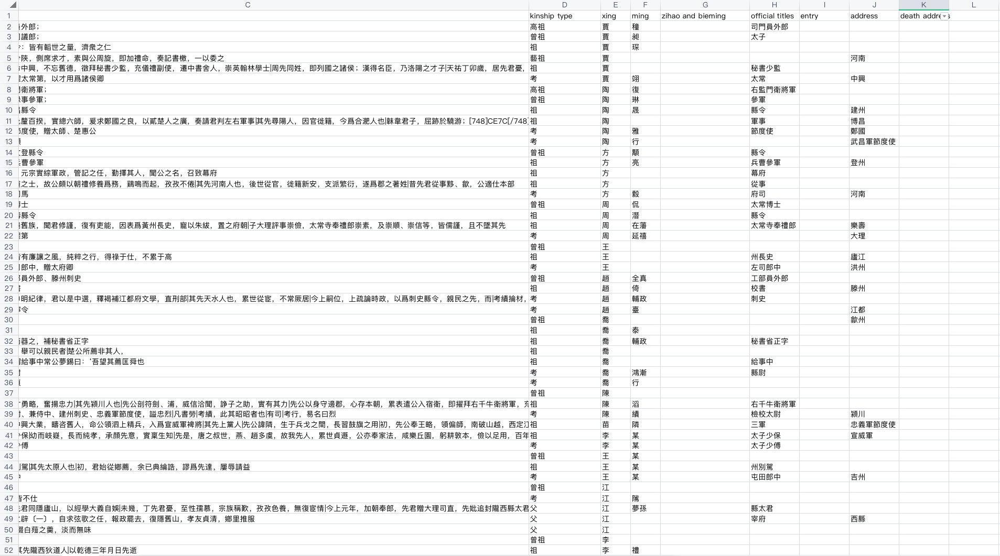 C D E F G H I J K L
1 kinship type xing ming zihao and bieming official titles entry address death address
2 員外郎； 高祖 賈 穜 司門員外郎
3 司議郎； 曾祖 賈 昶 太子
4 ：皆有韜世之量，濟衆之仁 祖 賈 琛
5 陝，側席求才，素與公周旋，即加禮命，奏記書檄，一以委之 藝祖 賈 河南
6 中興，不忘舊德，徵拜秘書少監，充儀禮副使，遷中書舍人，崇英翰林學士|周先同姓，即列國之諸侯；漢得名臣，乃洛陽之才子|天祐丁卯歲，居先君憂， 祖 賈 秘書少監
7 太常第，以才用爲諸侯卿 考 賈 翊 太常 中興
8 門衛將軍； 高祖 陶 復 右監門衛將軍
9 事參軍； 曾祖 陶 琳 參軍
10 昌縣令 祖 陶 晟 縣令 建州
11 釐百揆，實總六師，爰求鄭國之良，以貳楚人之廣，奏請君判左右軍事|其先尋陽人，因官徙籍，今爲合淝人也|韎韋君子，屈跡於驍游；[748]CE7C[/748] 祖 陶 軍事 博昌
12 度使，贈太師、楚惠公 考 陶 雅 節度使 鄭國
13 考 陶 行 武昌軍節度使
14 文登縣令 曾祖 方 顒 縣令
15 兵曹參軍 祖 方 亮 兵曹參軍 登州
16 元宗實綜軍政，管記之任，勤擇其人，聞公之名，召致幕府 祖 方 幕府
17 之士，故公頗以朝禮修養爲務，鷄鳴而起，孜孜不倦|其先河南人也，後世從官，徙籍新安，支派繁衍，遂爲郡之著姓|昔先君從事黟、歙，公適仕本部 祖 方 從事
18 司馬 考 方 毅 府司 河南
19 博士 曾祖 周 侃 太常博士
20 縣令 祖 周 潛 縣令
21 舊族，聞君修謹，復有吏能，因表爲黃州長史，寵以朱紱，置之府朝|子大理評事崇儉，太常寺奉禮郎崇素，及崇順、崇信等，皆儒謹，且不墜其先 祖 周 在藩 太常寺奉禮郎 樂壽
22 第 考 周 延禧 大理
23 曾祖 王
24 皆有廉讓之風，純粹之行，得祿于仕，不累于高 祖 王 州長史 廬江
25 司郎中，贈太府卿 考 王 左司郎中 洪州
26 員外郎、滕州刺史 曾祖 趙 全真 工部員外郎
27 祖 趙 倚 校書 滕州
28 明紀律，君以是中選，釋褐補江都府文學，直刑部|其先天水人也，累世從宦，不常厥居|今上嗣位，上疏論時政，以爲刺史縣令，親民之先，而|考績掄材， 考 趙 輔政 刺史
29 令 考 趙 臺 江都
30 曾祖 喬 歙州
31 祖 喬 泰
32 器之，補秘書省正字 祖 喬 輔政 秘書省正字
33 舉可以親民者|楚公所薦非其人， 祖 喬
34 給事中常公夢錫曰：‘吾望其薦匡舜也 祖 喬 給事中
35 考 喬 鴻漸 縣尉
36 考 喬 行
37 曾祖 陳
38 勇略，奮揚忠力|其先潁川人也|先公剖符劍、浦，威信洽聞，諍子之助，實有其力|先公以身守邊郡，心存本朝，累表遣公入宿衛，即擢拜右千牛衛將軍，充 祖 陳 滔 右千牛衛將軍
39 、兼侍中、建州刺史、忠義軍節度使，謚忠烈|凡書勞|考績，此其昭昭者也|有司|考行，易名曰烈 考 陳 績 檢校太尉 潁川
40 興大業，疇咨舊人，命公領泗上精兵，入爲宣威軍裨將|其先上黨人|先公諱隣，生于兵戈之間，長習鼓旗之用|初，先公奉王略，領偏師，南破山越，西定江 祖 苗 隣 三軍 忠義軍節度使
41 保|幼而岐嶷，長而純孝，承顏先意，實稟生知|先是，唐之叔世，燕、趙多虞，故我先人，累世貞遯，公亦奉家法，咸樂丘園，躬耕敦本，儉以足用，百年 祖 李 某 太子少保 宣威軍
42 傅 考 李 某 太子少傅
43 曾祖 王 某
44 別駕|其先太原人也|初，君始從鄉薦，余已典綸誥，謬爲先達，屢辱請益 祖 王 某 州別駕
45 考 王 某 屯田郎中 吉州
46 曾祖 江
47 皆不仕 考 江
48 君同隱廬山，以經學大義自娛|未幾，丁先君憂，至性孺慕，宗族稱歎，孜孜色養，無復宦情|今上元年，加朝奉郎，先君贈大理司直，先妣追封隴西縣太君 父 江 夢孫 縣太君
49 辟〔一〕，自求弦歌之任，報政罷去，復隱舊山，孝友貞清，鄉里推服 父 江 宰府 西縣
50 啜白薤之羹，淡而無味 父 江
51 曾祖 李
52 其先隴西狄道人|以乾德三年月日先逝 祖 李 禮